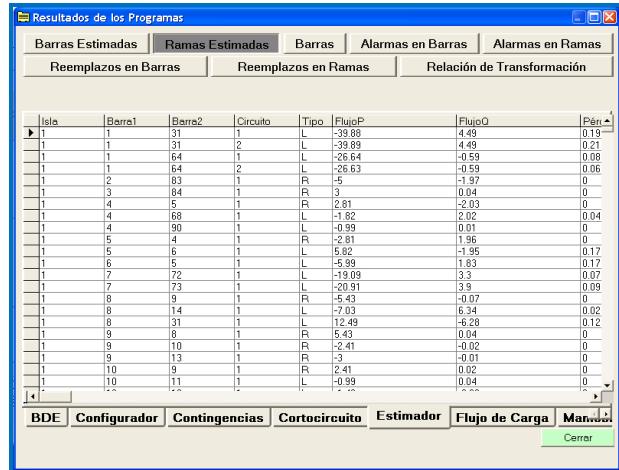 Resultados de los Programas
Barras Estimadas Ramas Estimadas Barras Alarmas en Barras Alarmas en Ramas
Reemplazos en Barras Reemplazos en Ramas Relación de Transformación
Isla Barra1 Barra2 Circuito Tipo FlujoP FlujoQ
1 1 31 1 L -39.88 4.49 0.19
1 1 31 2 L -39.89 4.49 0.21
1 1 64 1 L -26.64 -0.59 0.08
1 1 64 2 L -26.63 -0.59 0.06
1 2 83 1 R -5 -1.97 0
1 3 84 1 R 3 0.04 0
1 4 5 1 R 2.81 -2.03 0
1 4 68 1 L -1.82 2.02 0.04
1 4 90 1 L -0.99 0.01 0
1 5 4 1 R -2.81 1.96 0
1 5 6 1 L 5.82 -1.95 0.17
1 6 5 1 L -5.99 1.83 0.17
1 7 72 1 L -19.09 3.3 0.07
1 7 73 1 L -20.91 3.9 0.09
1 8 9 1 R -5.43 -0.07 0
1 8 14 1 L -7.03 6.34 0.02
1 8 31 1 L 12.49 -6.28 0.12
1 9 8 1 R 5.43 0.04 0
1 9 10 1 R -2.41 -0.02 0
1 9 13 1 R -3 -0.01 0
1 10 9 1 R 2.41 0.02 0
1 10 11 1 L -0.99 0.04 0
BDE Configurador Contingencias Cortocircuito Estimador Flujo de Carga
Cerrar